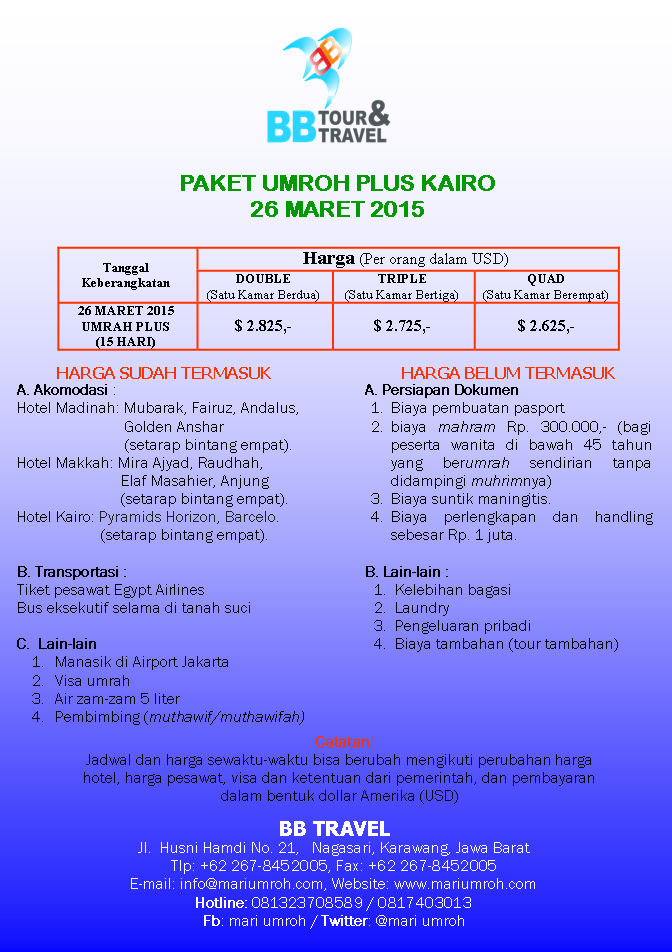 BB TOUR &
TRAVEL
PAKET UMROH PLUS KAIRO
26 MARET 2015
Tanggal
Keberangkatan
Harga (Per orang dalam USD)
DOUBLE
(Satu Kamar Berdua)
TRIPLE
(Satu Kamar Bertiga)
QUAD
(Satu Kamar Berempat)
26 MARET 2015
UMRAH PLUS
(15 HARI)
$ 2.825,-
$ 2.725,-
$ 2.625,-
HARGA SUDAH TERMASUK
A. Akomodasi :
Hotel Madinah: Mubarak, Fairuz, Andalus,
Golden Anshar
(setarap bintang empat).
Hotel Makkah: Mira Ajyad, Raudhah,
Elaf Masahier, Anjung
(setarap bintang empat).
Hotel Kairo: Pyramids Horizon, Barcelo.
(setarap bintang empat).
B. Transportasi :
Tiket pesawat Egypt Airlines
Bus eksekutif selama di tanah suci
C. Lain-lain
1. Manasik di Airport Jakarta
2. Visa umrah
3. Air zam-zam 5 liter
4. Pembimbing (muthawif/muthawifah)
HARGA BELUM TERMASUK
A. Persiapan Dokumen
1. Biaya pembuatan pasport
2. biaya mahram Rp. 300.000,- (bagi
peserta wanita di bawah 45 tahun
yang berumrah sendirian tanpa
didampingi muhrimnya)
3. Biaya suntik maningitis.
4. Biaya perlengkapan dan handling
sebesar Rp. 1 juta.
B. Lain-lain :
1. Kelebihan bagasi
2. Laundry
3. Pengeluaran pribadi
4. Biaya tambahan (tour tambahan)
Catatan:
Jadwal dan harga sewaktu-waktu bisa berubah mengikuti perubahan harga
hotel, harga pesawat, visa dan ketentuan dari pemerintah, dan pembayaran
dalam bentuk dollar Amerika (USD)
BB TRAVEL
Jl. Husni Hamdi No. 21, Nagasari, Karawang, Jawa Barat
Tlp: +62 267-8452005, Fax: +62 267-8452005
E-mail: info@mariumroh.com, Website: www.mariumroh.com
Hotline: 081323708589 / 0817403013
Fb: mari umroh / Twitter: @mari umroh